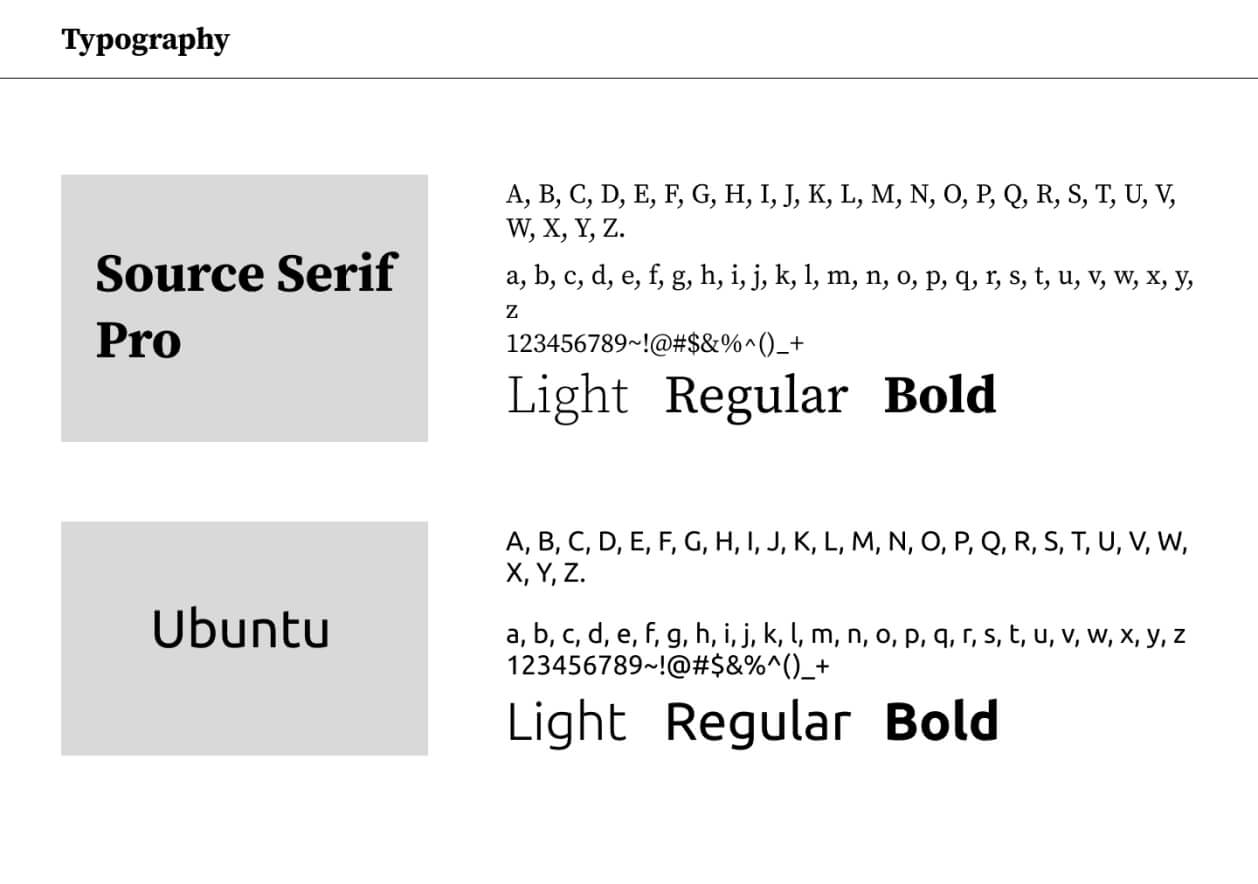 Typography
Source Serif
Pro
A, B, C, D, E, F, G, H, I, J, K, L, M, N, O, P, Q, R, S, T, U, V,
W, X, Y, Z.
a, b, c, d, e, f, g, h, i, j, k, l, m, n, o, p, q, r, s, t, u, v, w, x, y,
z
123456789~!@#$&%^()_+
Light Regular Bold
Ubuntu
A, B, C, D, E, F, G, H, I, J, K, L, M, N, O, P, Q, R, S, T, U, V, W,
X, Y, Z.
a, b, c, d, e, f, g, h, i, j, k, l, m, n, o, p, q, r, s, t, u, v, w, x, y, z
123456789~!@#$&%^()_+
Light Regular Bold